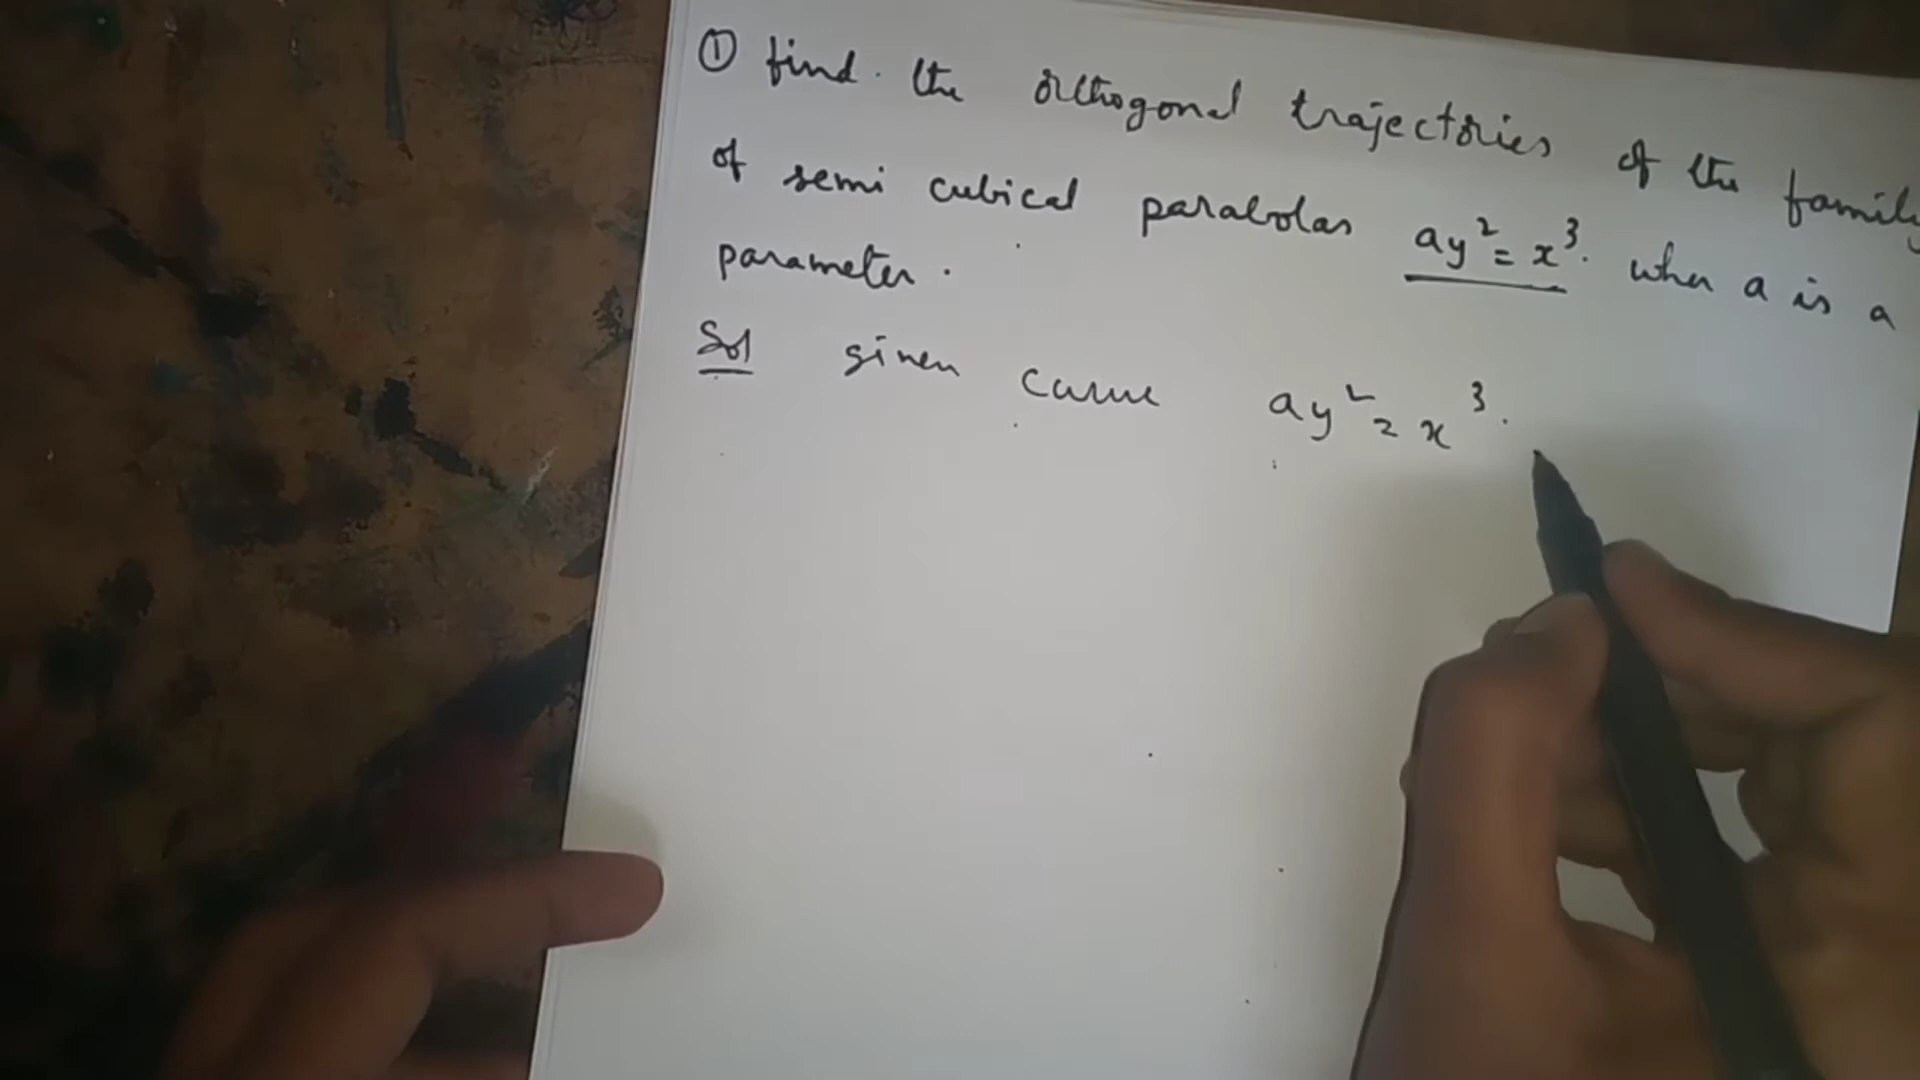 ① find. the orthogonal trajectories of the family
of semi cubical parabolas ay² = x³. when a is a
parameter.
Sol given curve ay² = x³.